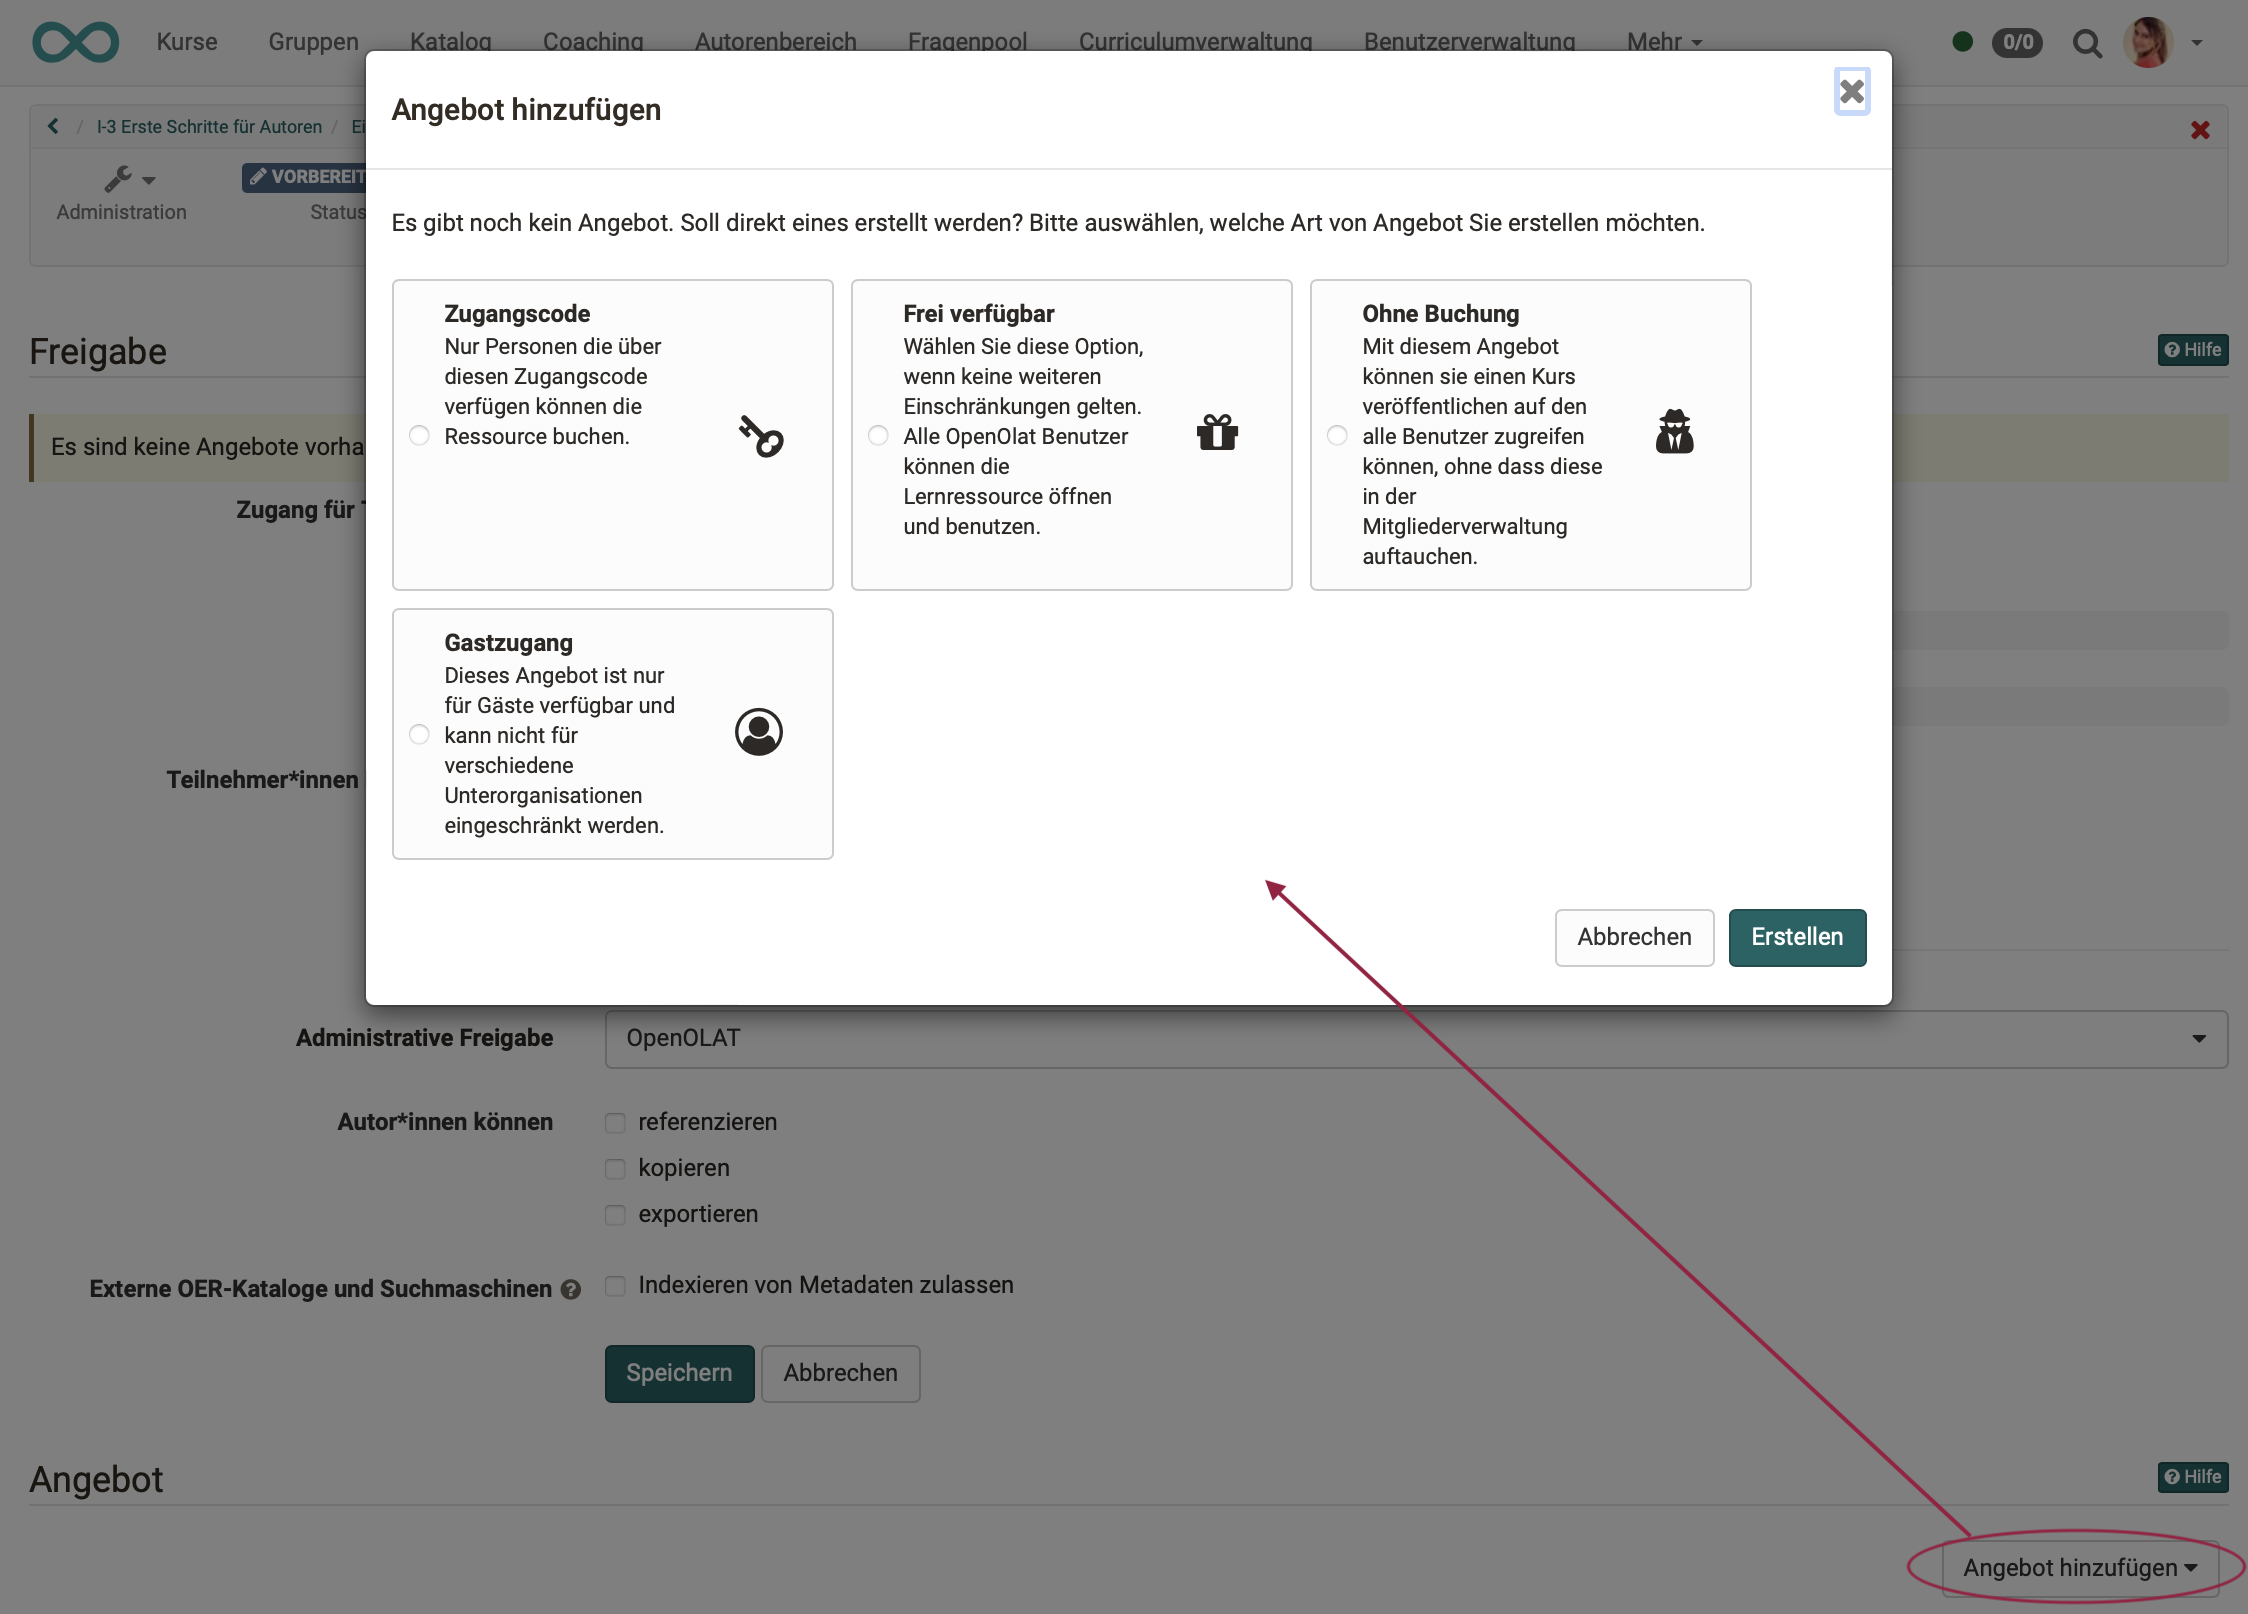 Kurse Gruppen Katalog Coaching Autorenbereich Fragenpool Curriculumverwaltung Benutzerverwaltung Mehr 0/0
Angebot hinzufügen
/ I-3 Erste Schritte für Autoren /
Administration
Status
Es gibt noch kein Angebot. Soll direkt eines erstellt werden? Bitte auswählen, welche Art von Angebot Sie erstellen möchten.
Zugangscode
Nur Personen die über
diesen Zugangscode
verfügen können die
Ressource buchen.
Frei verfügbar
Wählen Sie diese Option,
wenn keine weiteren
Einschränkungen gelten.
Alle OpenOlat Benutzer
können die
Lernressource öffnen
und benutzen.
Ohne Buchung
Mit diesem Angebot
können sie einen Kurs
veröffentlichen auf den
alle Benutzer zugreifen
können, ohne dass diese
in der
Mitgliederverwaltung
auftauchen.
Gastzugang
Dieses Angebot ist nur
für Gäste verfügbar und
kann nicht für
verschiedene
Unterorganisationen
eingeschränkt werden.
Abbrechen Erstellen
Freigabe Hilfe
Es sind keine Angebote
Zugang für
Teilnehmer*innen
Administrative Freigabe OpenOLAT
Autor*innen können referenzieren
kopieren
exportieren
Externe OER-Kataloge und Suchmaschinen Indexieren von Metadaten zulassen
Speichern Abbrechen
Angebot Hilfe
Angebot hinzufügen